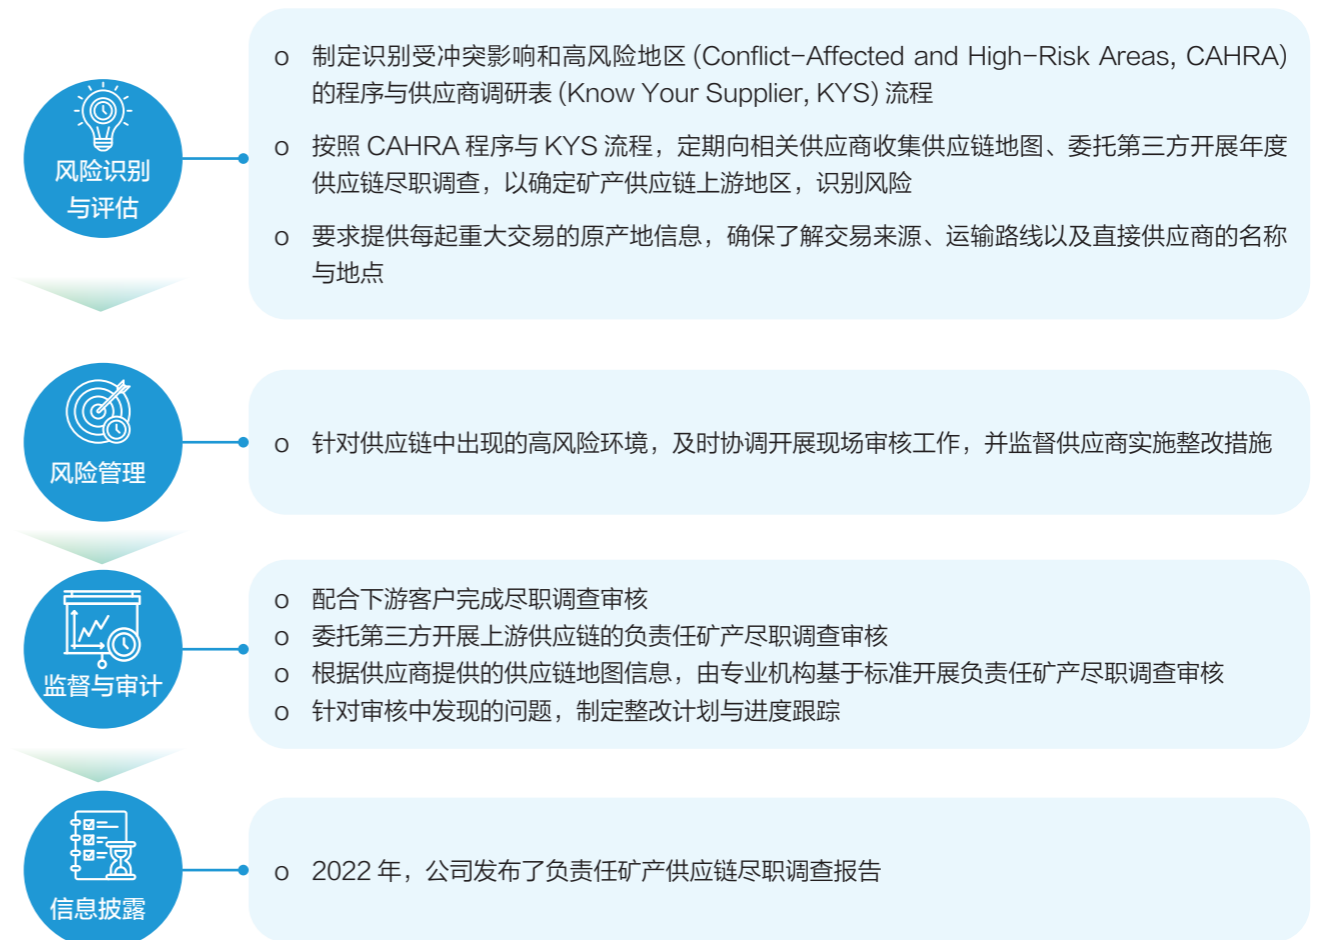 风险识别
与评估
o 制定识别受冲突影响和高风险地区 (Conflict-Affected and High-Risk Areas, CAHRA)
的程序与供应商调研表 (Know Your Supplier, KYS) 流程
o 按照 CAHRA 程序与 KYS 流程，定期向相关供应商收集供应链地图、委托第三方开展年度
供应链尽职调查，以确定矿产供应链上游地区，识别风险
o 要求提供每起重大交易的原产地信息，确保了解交易来源、运输路线以及直接供应商的名称
与地点
风险管理
o 针对供应链中出现的高风险环境，及时协调开展现场审核工作，并监督供应商实施整改措施
监督与审计
o 配合下游客户完成尽职调查审核
o 委托第三方开展上游供应链的负责任矿产尽职调查审核
o 根据供应商提供的供应链地图信息，由专业机构基于标准开展负责任矿产尽职调查审核
o 针对审核中发现的问题，制定整改计划与进度跟踪
信息披露
o 2022 年，公司发布了负责任矿产供应链尽职调查报告